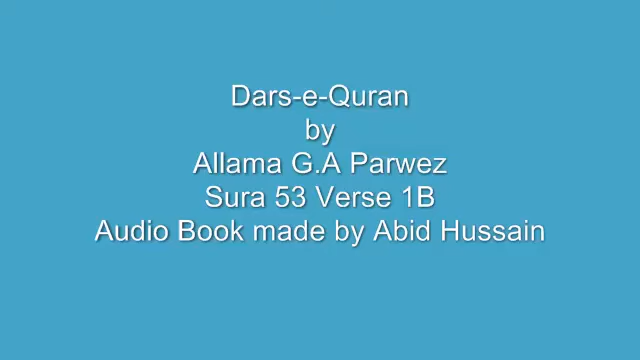 Dars-e-Quran
by
Allama G.A Parwez
Sura 53 Verse 1B
Audio Book made by Abid Hussain